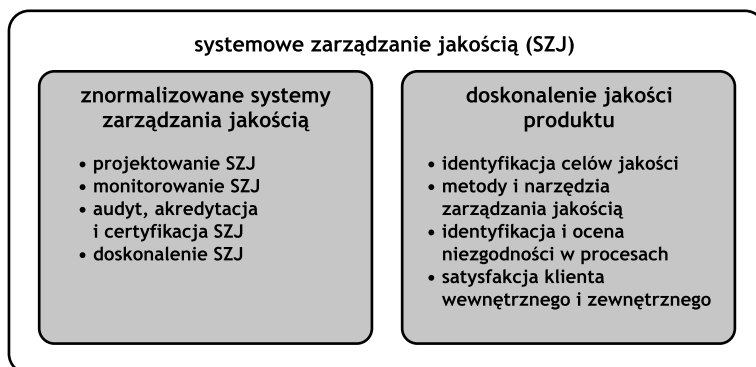 systemowe zarządzanie jakością (SZJ)
znormalizowane systemy
zarządzania jakością
• projektowanie SZJ
• monitorowanie SZJ
• audyt, akredytacja
i certyfikacja SZJ
• doskonalenie SZJ
doskonalenie jakości
produktu
• identyfikacja celów jakości
• metody i narzędzia
zarządzania jakością
• identyfikacja i ocena
niezgodności w procesach
• satysfakcja klienta
wewnętrznego i zewnętrznego